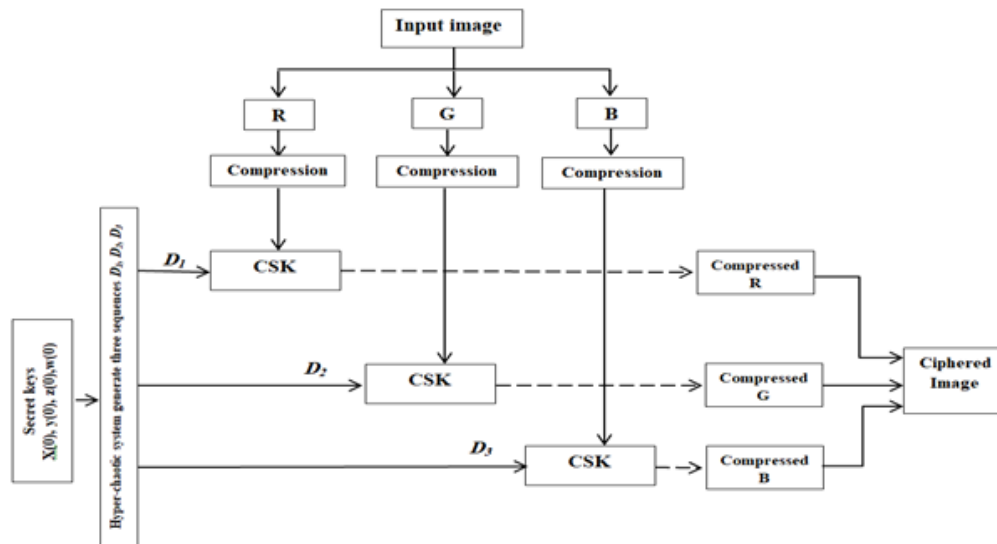 Input image
R
G
B
Compression
Compression
Compression
Secret keys
X(0), y(0), z(0),w(0)
Hyper-chaotic system generate three sequences D1, D2, D3
D1
CSK
Compressed
R
D2
CSK
Compressed
G
Ciphered
Image
D3
CSK
Compressed
B